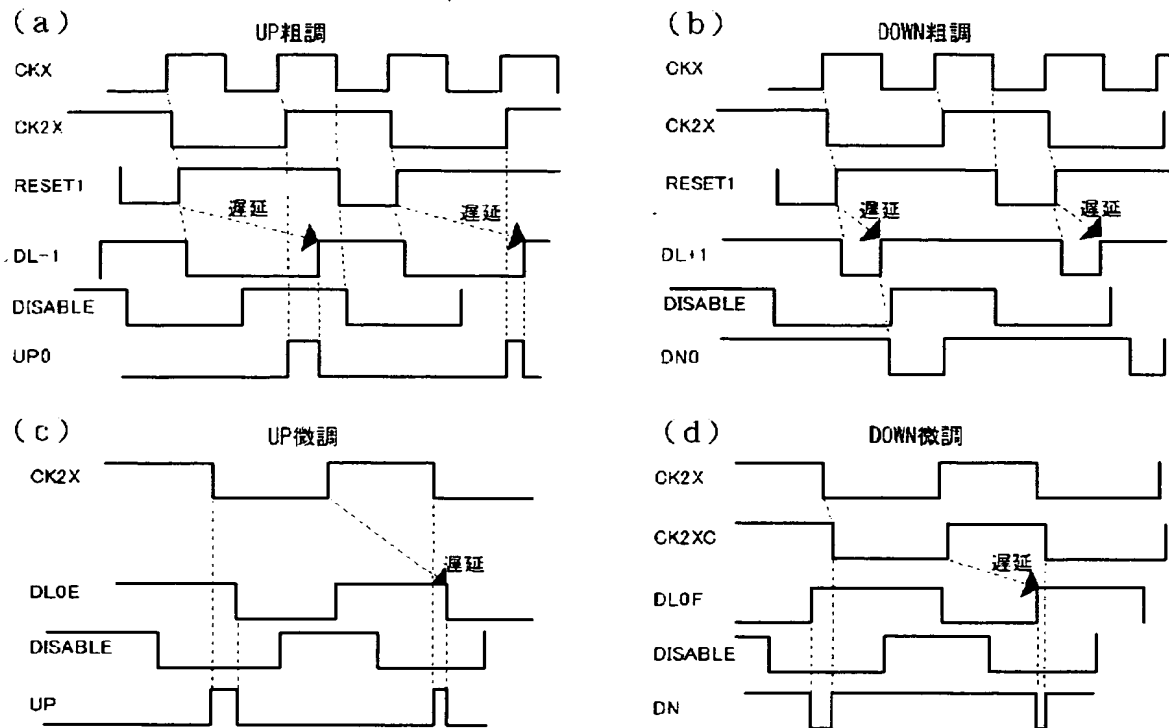 (a)
UP粗調
CKX
CK2X
RESET1
遅延
遅延
DL-1
DISABLE
UP0
(b)
DOWN粗調
CKX
CK2X
RESET1
遅延
遅延
DL+1
DISABLE
DN0
(c)
UP微調
CK2X
遅延
DL0E
DISABLE
UP
(d)
DOWN微調
CK2X
CK2XC
遅延
DL0F
DISABLE
DN